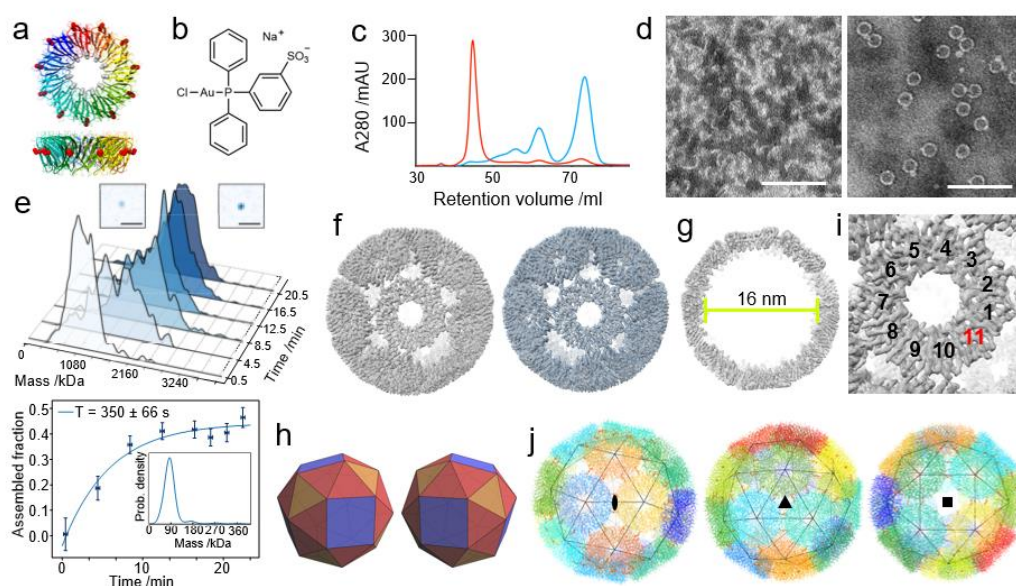 a
b
Na+
SO3−
Cl
Au
P
c
A280 /mAU
300
200
100
30
50
70
Retention volume /ml
d
e
0
1080
2160
3240
Mass /kDa
0.5
4.5
8.5
12.5
16.5
20.5
Time /min
Assembled fraction
0.5
0.4
0.3
0.2
0.1
0.0
T = 350 ± 66 s
Prob. density
0 90 180 270 360
Mass /kDa
0
10
20
Time /min
f
g
16 nm
h
i
1
2
3
4
5
6
7
8
9
10
11
j